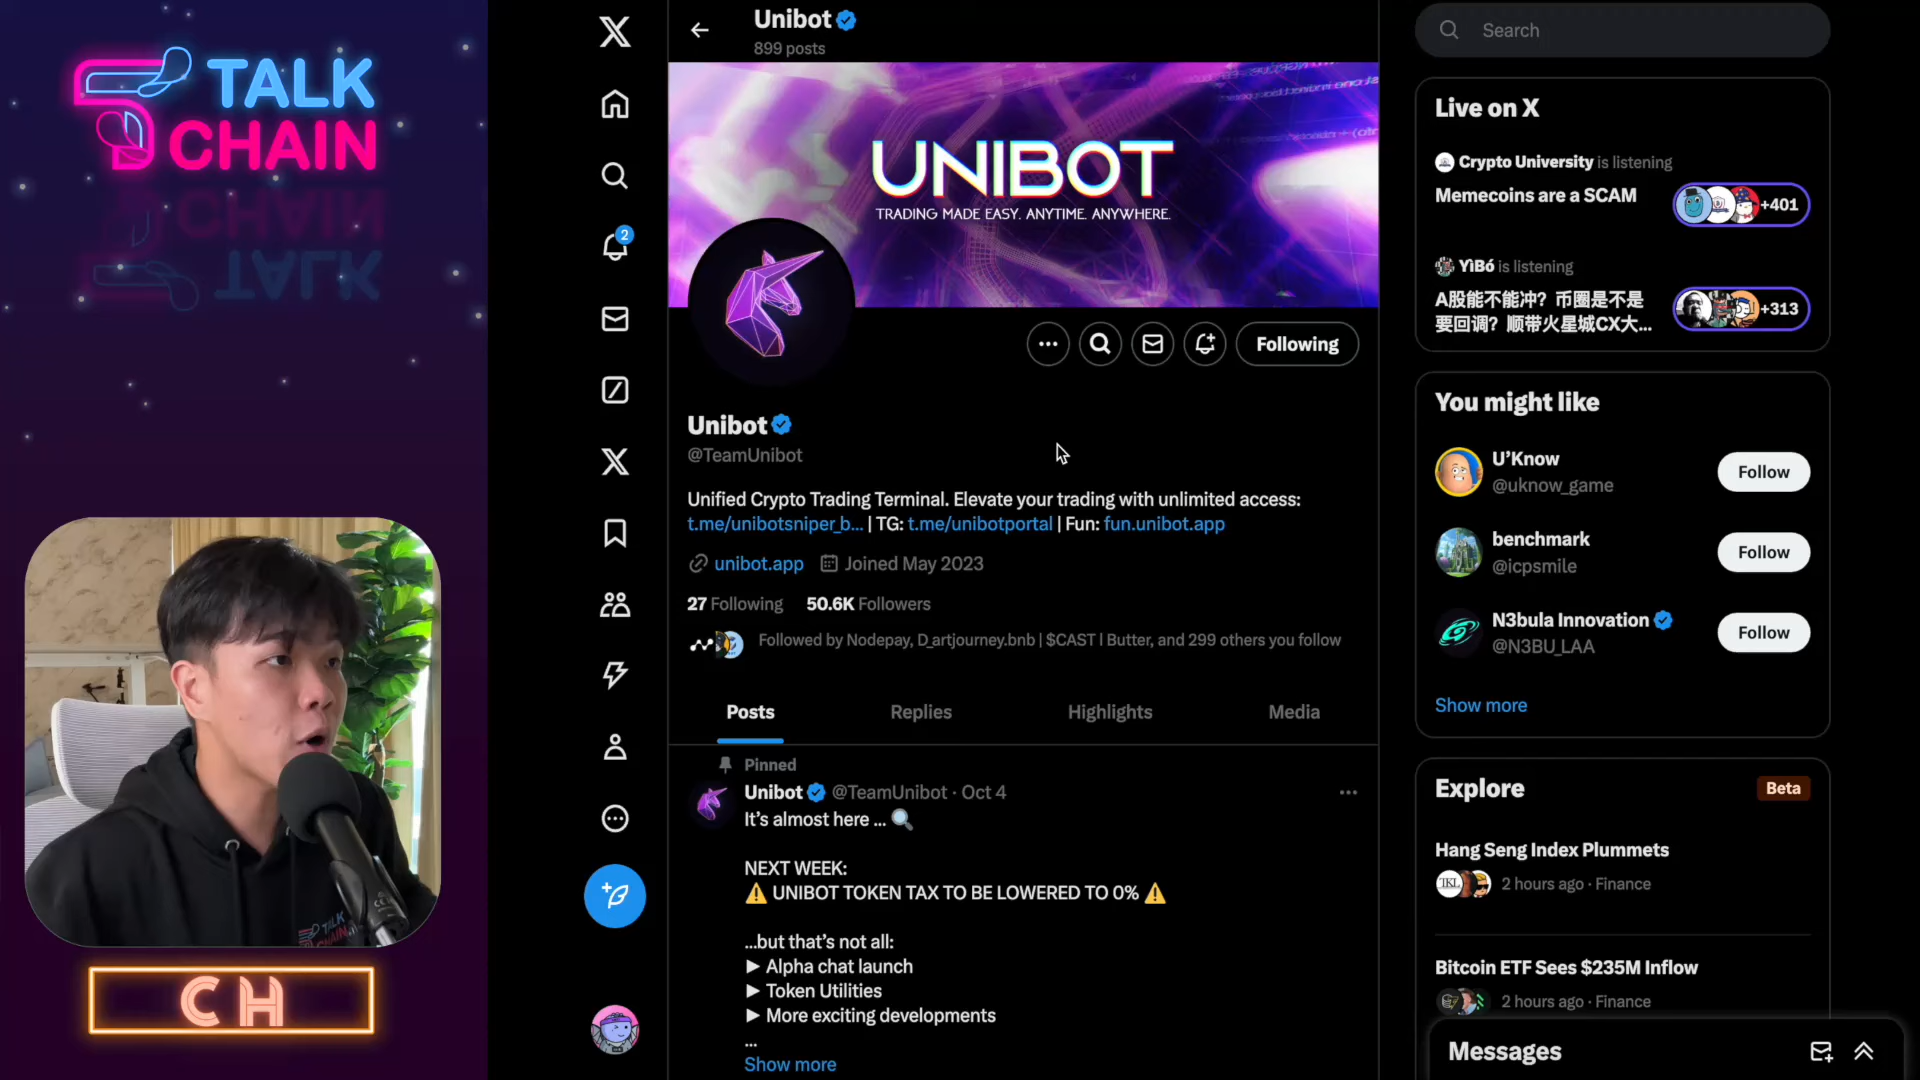 TALK
CHAIN
CH
Unibot
899 posts
UNIBOT
TRADING MADE EASY. ANYTIME. ANYWHERE.
2
Following
Unibot
@TeamUnibot
Unified Crypto Trading Terminal. Elevate your trading with unlimited access:
t.me/unibotsniper_b... | TG: t.me/unibotportal | Fun: fun.unibot.app
unibot.app Joined May 2023
27 Following 50.6K Followers
Followed by Nodepay, D_artjourney.bnb | $CAST l Butter, and 299 others you follow
Posts Replies Highlights Media
Pinned
Unibot @TeamUnibot · Oct 4
It’s almost here ... 🔍
NEXT WEEK:
⚠️ UNIBOT TOKEN TAX TO BE LOWERED TO 0% ⚠️
...but that’s not all:
► Alpha chat launch
► Token Utilities
► More exciting developments
...
Show more
Search
Live on X
Crypto University is listening
Memecoins are a SCAM
+401
YìBó is listening
A股能不能冲？币圈是不是
要回调？顺带火星城CX大...
+313
You might like
U’Know
@uknow_game
Follow
benchmark
@icpsmile
Follow
N3bula Innovation
@N3BU_LAA
Follow
Show more
Explore
Beta
Hang Seng Index Plummets
2 hours ago · Finance
Bitcoin ETF Sees $235M Inflow
2 hours ago · Finance
Messages